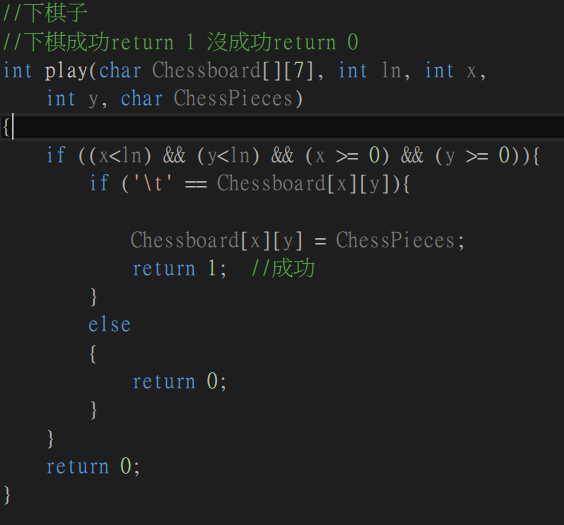 //下棋子
//下棋成功return 1 沒成功return 0
int play(char Chessboard[][7], int ln, int x,
    int y, char ChessPieces)
{
    if ((x<ln) && (y<ln) && (x >= 0) && (y >= 0)){
        if ('\t' == Chessboard[x][y]){
            Chessboard[x][y] = ChessPieces;
            return 1;  //成功
        }
        else
        {
            return 0;
        }
    }
    return 0;
}